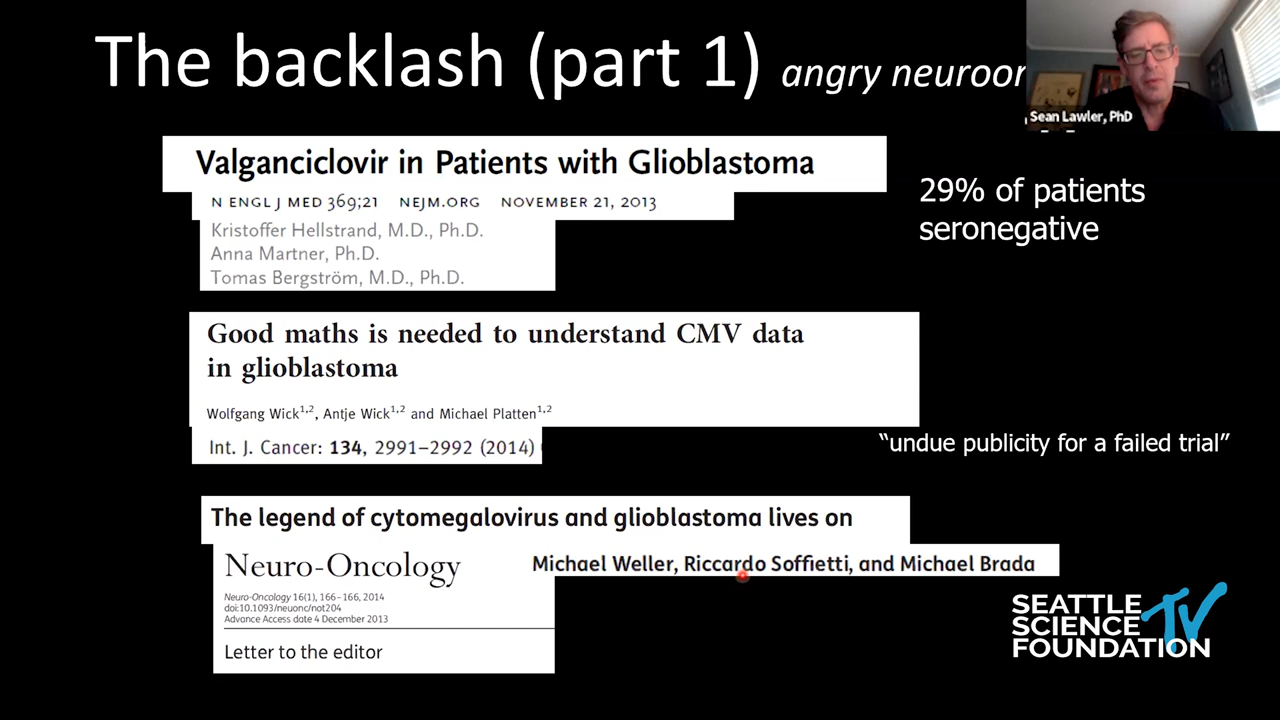 The backlash (part 1) angry neuroor
Sean Lawler, PhD
Valganciclovir in Patients with Glioblastoma
N ENGL J MED 369;21 NEJM.ORG NOVEMBER 21, 2013
Kristoffer Hellstrand, M.D., Ph.D.
Anna Martner, Ph.D.
Tomas Bergström, M.D., Ph.D.
29% of patients
seronegative
Good maths is needed to understand CMV data
in glioblastoma
Wolfgang Wick1,2, Antje Wick1,2 and Michael Platten1,2
Int. J. Cancer: 134, 2991–2992 (2014)
“undue publicity for a failed trial”
The legend of cytomegalovirus and glioblastoma lives on
Neuro-Oncology
Michael Weller, Riccardo Soffietti, and Michael Brada
Neuro-Oncology 16(1), 166–166, 2014
doi:10.1093/neuonc/not204
Advance Access date 4 December 2013
Letter to the editor
SEATTLE
SCIENCE TV
FOUNDATION